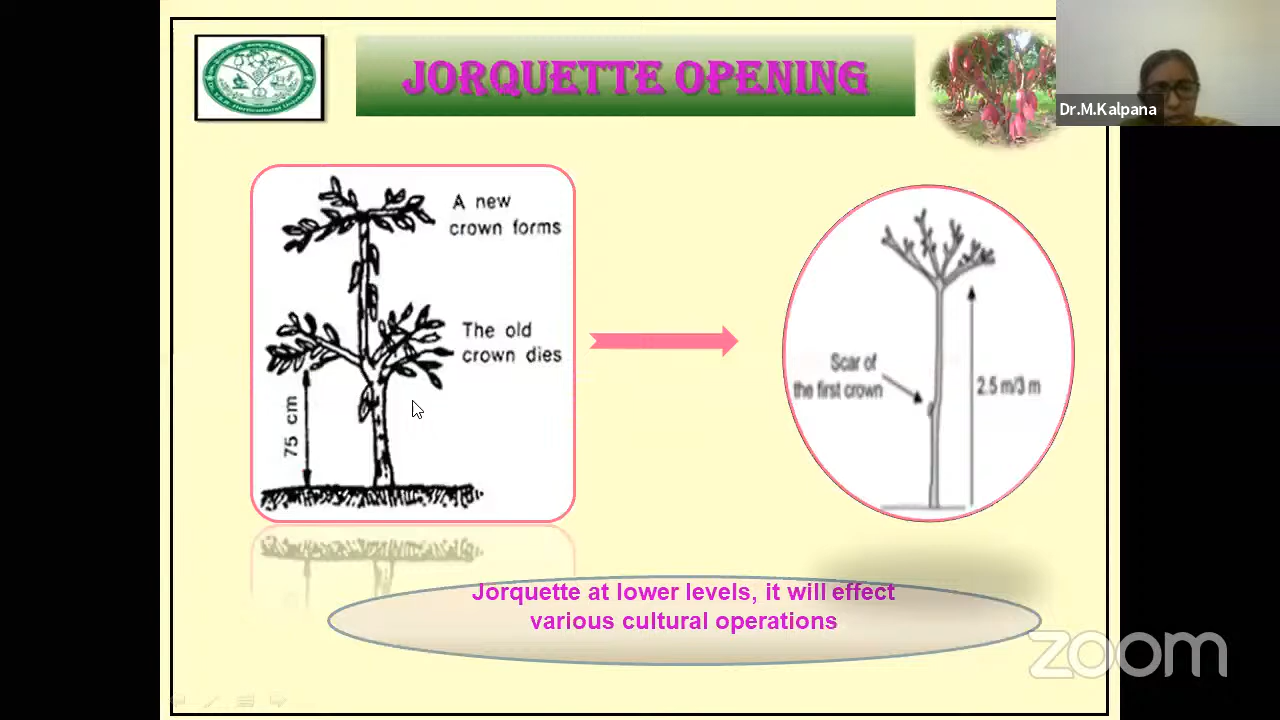 JORQUETTE OPENING
Dr.M.Kalpana
A new
crown forms
The old
crown dies
75 cm
Scar of
the first crown
2.5 m/3 m
Jorquette at lower levels, it will effect
various cultural operations
zoom